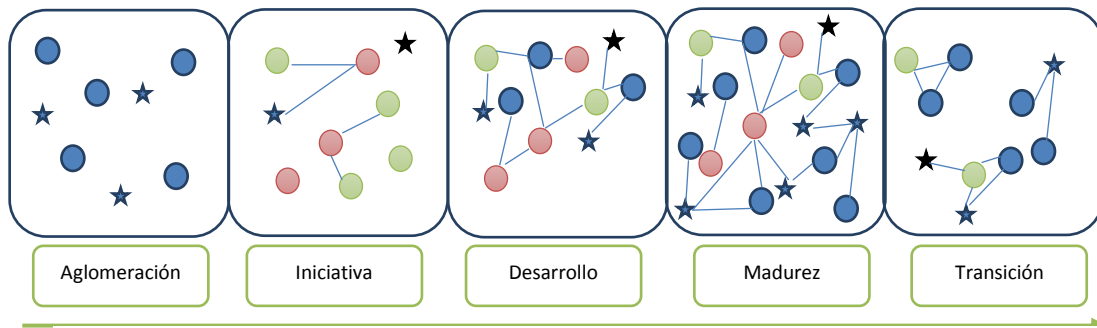 Aglomeración
Iniciativa
Desarrollo
Madurez
Transición